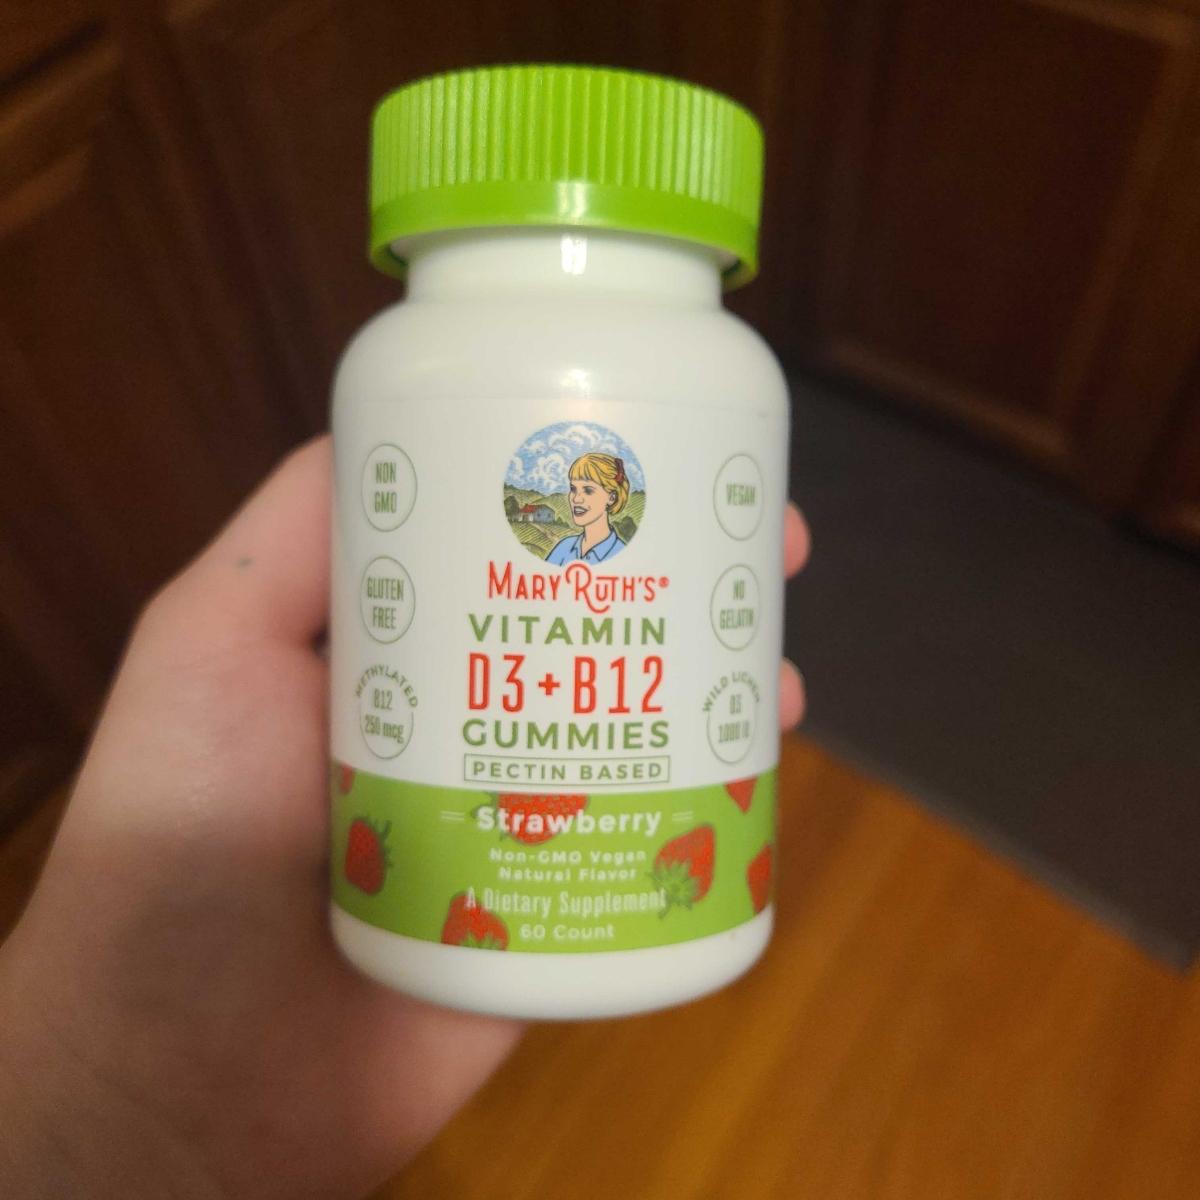 NON
GMO
GLUTEN
FREE
METHYLATED
B12
250 mcg
MARY RUTH'S®
VITAMIN
D3+B12
GUMMIES
PECTIN BASED
VEGAN
NO
GELATIN
WILD LICHEN
D3
1000 IU
Strawberry
Non-GMO Vegan
Natural Flavor
A Dietary Supplement
60 Count